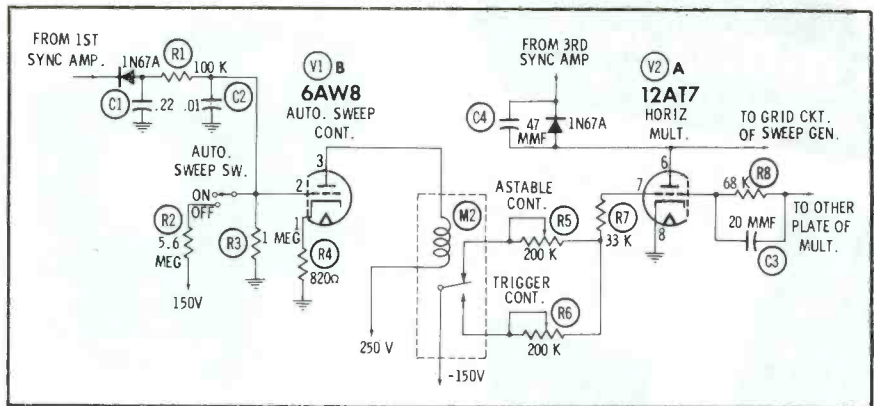 FROM 1ST
SYNC AMP.
1N67A
R1
100 K
C1
.22
.01
C2
V1 B
6AW8
AUTO. SWEEP
CONT.
3
2
1
AUTO.
SWEEP SW.
ON
OFF
R2
5.6
MEG
150V
R3
1 MEG
R4
820Ω
M2
250 V
-150V
ASTABLE
CONT.
R5
200 K
TRIGGER
CONT.
R6
200 K
R7
33 K
FROM 3RD
SYNC AMP
C4
47
MMF
1N67A
V2 A
12AT7
HORIZ
MULT.
6
7
8
TO GRID CKT.
OF SWEEP GEN.
68 K
R8
20 MMF
C3
TO OTHER
PLATE OF
MULT.